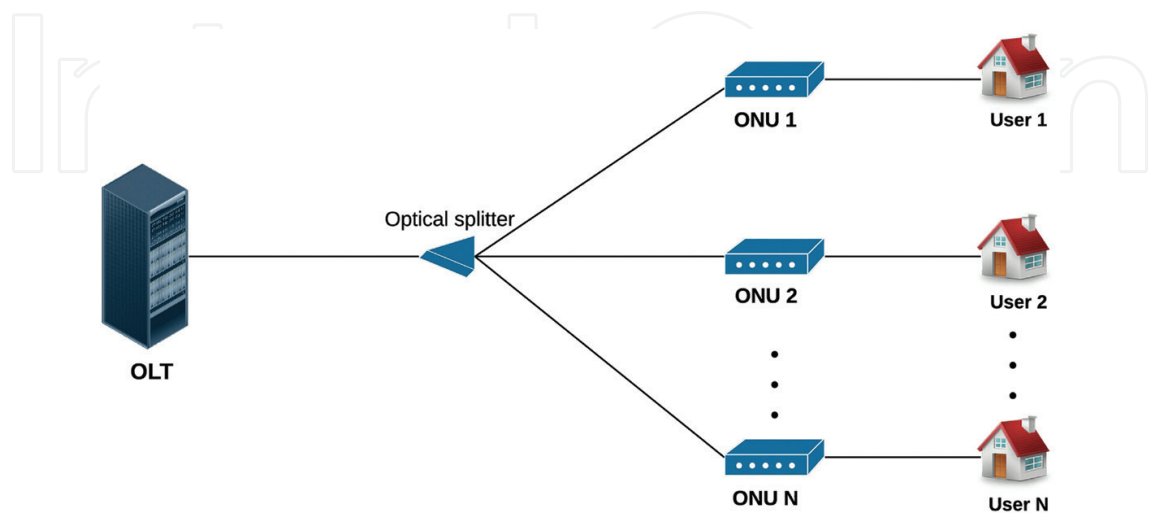 ONU 1
User 1
Optical splitter
ONU 2
User 2
OLT
ONU N
User N